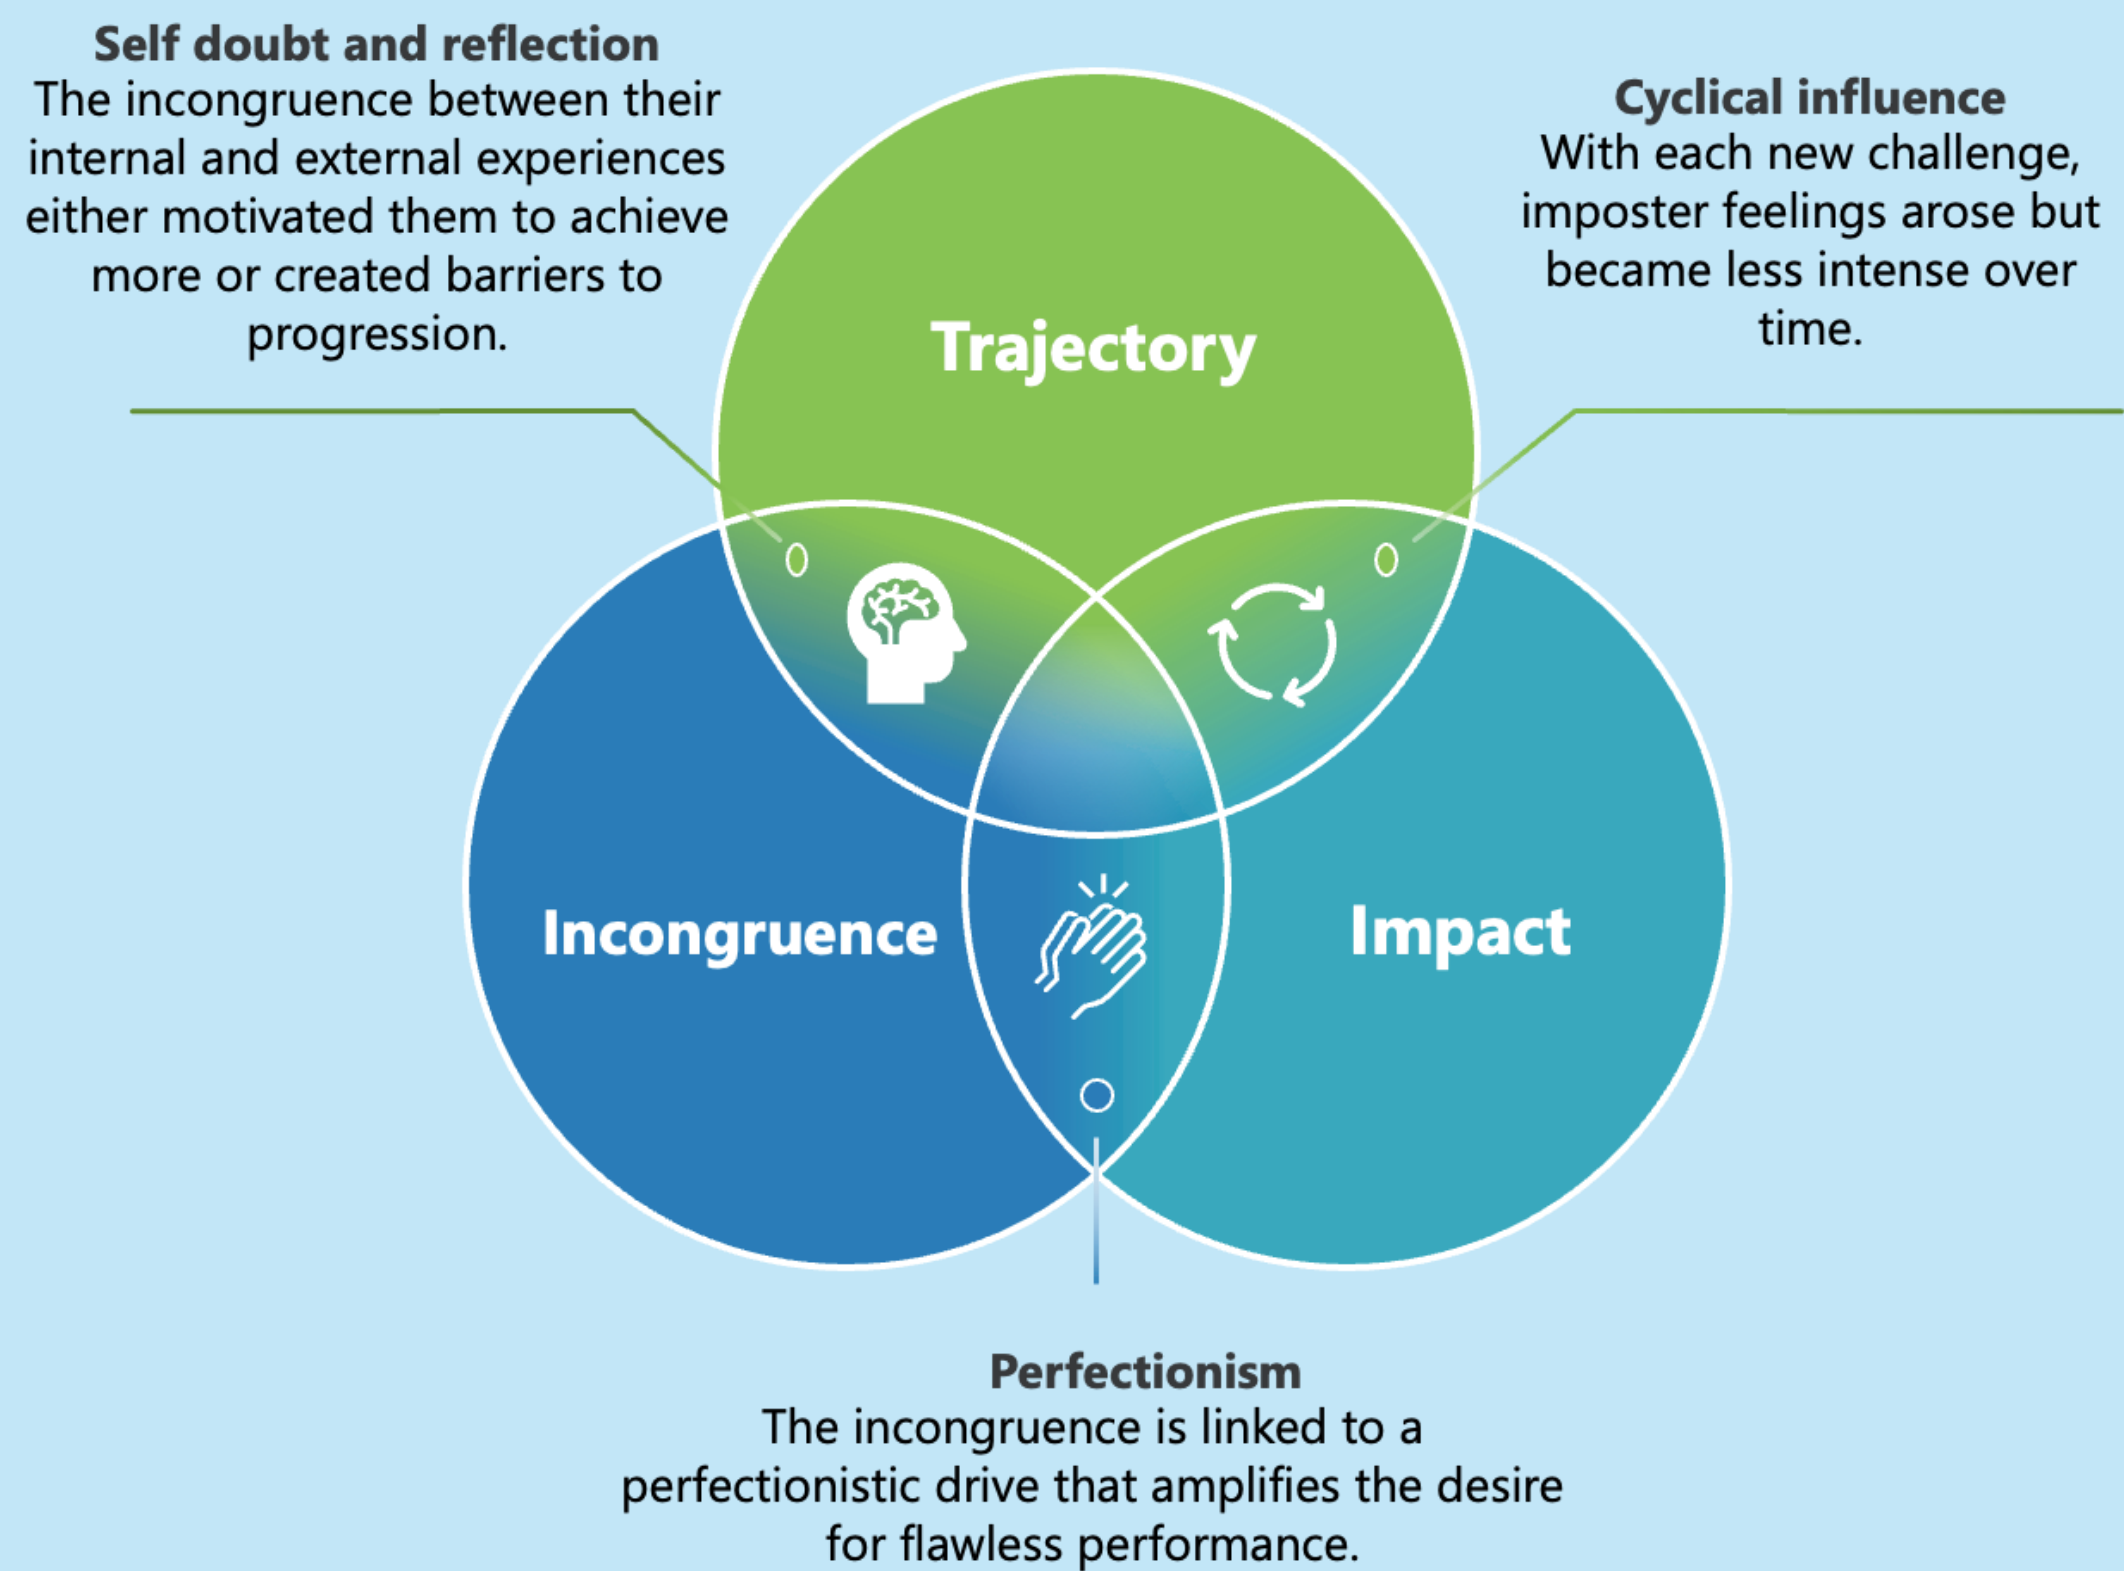 Self doubt and reflection
The incongruence between their
internal and external experiences
either motivated them to achieve
more or created barriers to
progression.
Cyclical influence
With each new challenge,
imposter feelings arose but
became less intense over
time.
Trajectory
Incongruence
Impact
Perfectionism
The incongruence is linked to a
perfectionistic drive that amplifies the desire
for flawless performance.